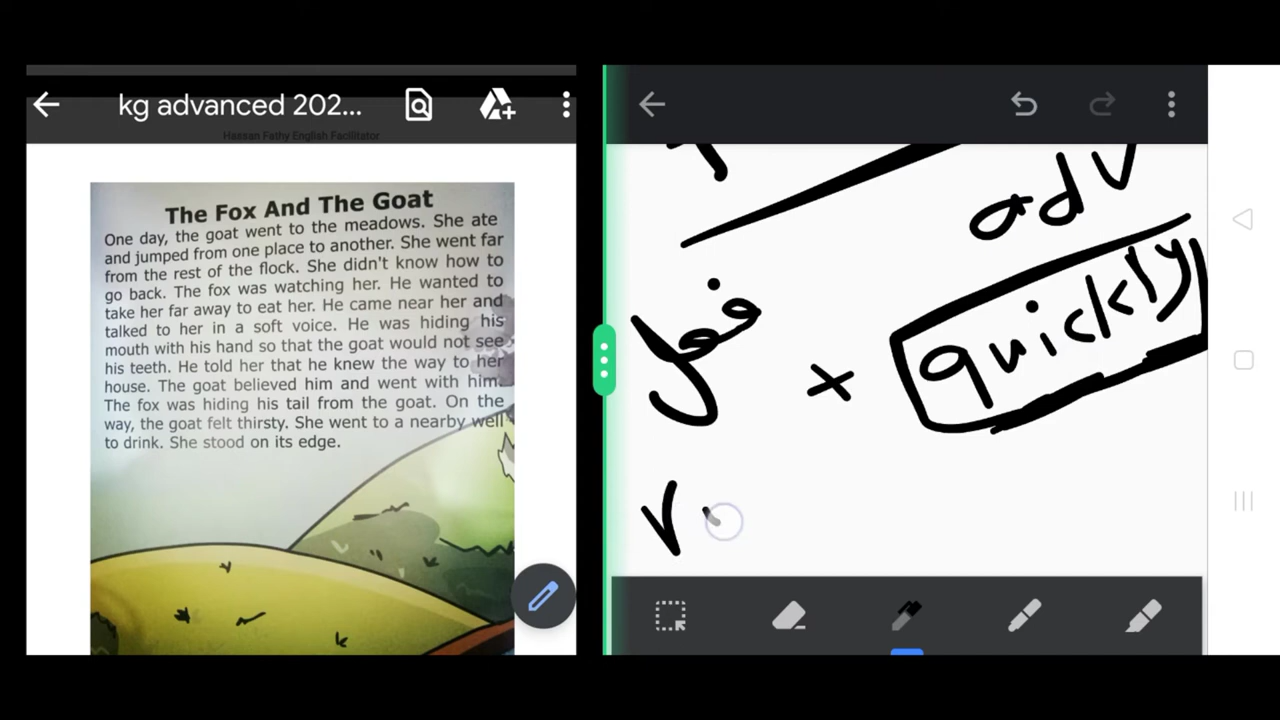 kg advanced 202...
Hassan Fathy English Facilitator
The Fox And The Goat
One day, the goat went to the meadows. She ate
and jumped from one place to another. She went far
from the rest of the flock. She didn't know how to
go back. The fox was watching her. He wanted to
take her far away to eat her. He came near her and
talked to her in a soft voice. He was hiding his
mouth with his hand so that the goat would not see
his teeth. He told her that he knew the way to her
house. The goat believed him and went with him.
The fox was hiding his tail from the goat. On the
way, the goat felt thirsty. She went to a nearby well
to drink. She stood on its edge.
adv
فعل × quickly